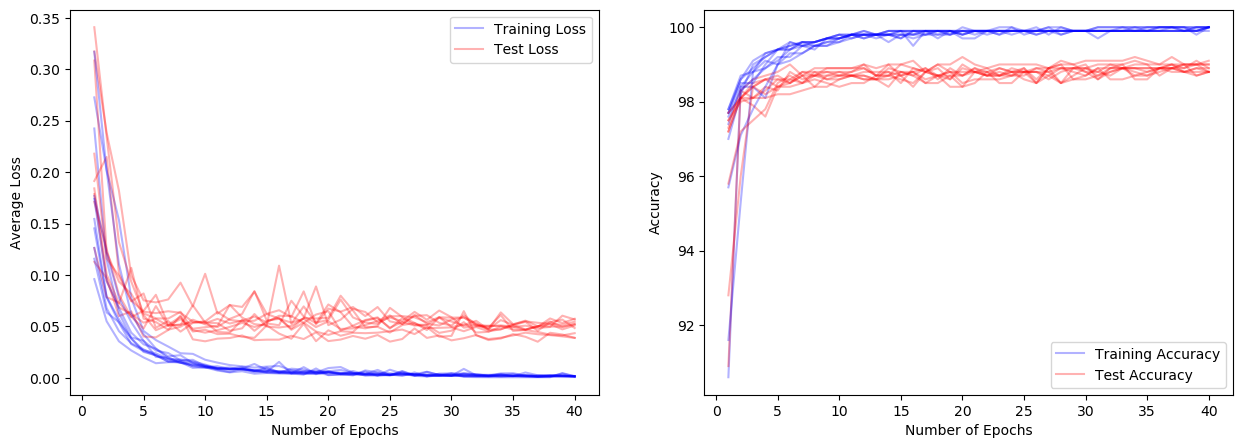 0.35
0.30
0.25
0.20
0.15
0.10
0.05
0.00
Average Loss
0 5 10 15 20 25 30 35 40
Number of Epochs
Training Loss
Test Loss
100
98
96
94
92
Accuracy
0 5 10 15 20 25 30 35 40
Number of Epochs
Training Accuracy
Test Accuracy